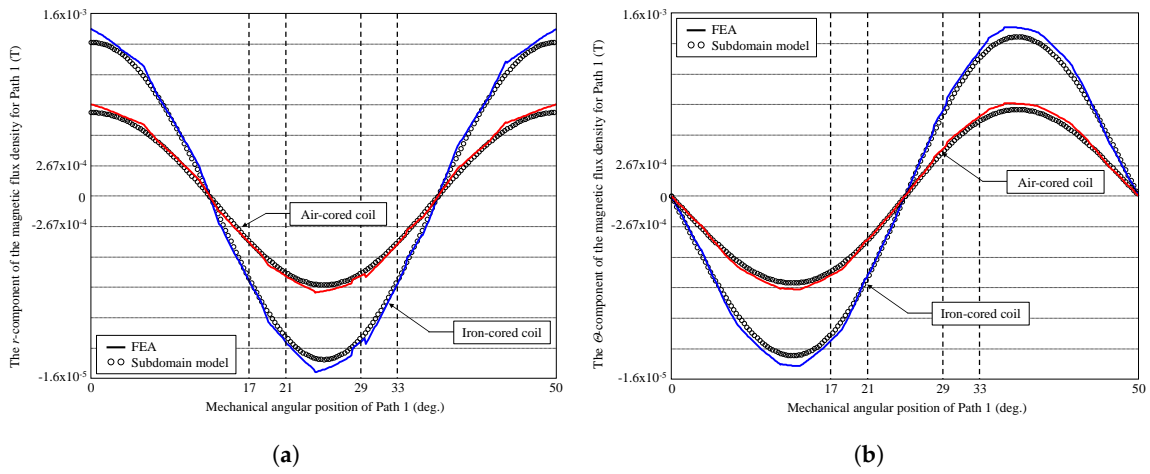 The r-component of the magnetic flux density for Path 1 (T)
1.6x10⁻³
2.67x10⁻⁴
0
-2.67x10⁻⁴
-1.6x10⁻⁵
Air-cored coil
Iron-cored coil
FEA
Subdomain model
0 17 21 29 33 50
Mechanical angular position of Path 1 (deg.)
(a)
The Θ-component of the magnetic flux density for Path 1 (T)
1.6x10⁻³
FEA
Subdomain model
2.67x10⁻⁴
0
-2.67x10⁻⁴
-1.6x10⁻⁵
Air-cored coil
Iron-cored coil
0 17 21 29 33 50
Mechanical angular position of Path 1 (deg.)
(b)